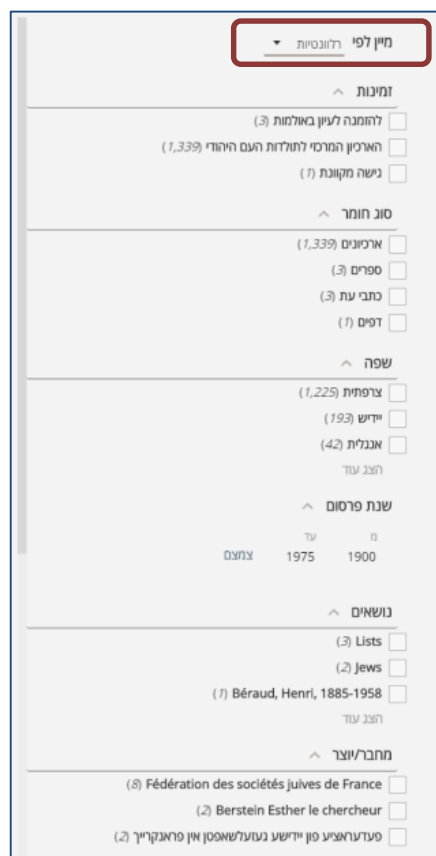 מיין לפי רלוונטיות
זמינות
להזמנה לעיון באולמות (3)
הארכיון המרכזי לתולדות העם היהודי (1,339)
גישה מקוונת (1)
סוג חומר
ארכיונים (1,339)
ספרים (3)
כתבי עת (3)
דפים (1)
שפה
צרפתית (1,225)
יידיש (193)
אנגלית (42)
הצג עוד
שנת פרסום
מ עד
1900 1975 צמצם
נושאים
Lists (3)
Jews (2)
Béraud, Henri, 1885-1958 (1)
הצג עוד
מחבר/יוצר
Fédération des sociétés juives de France (8)
Berstein Esther le chercheur (2)
פעדעראציע פון יידישע געזעלשאפטן אין פראנקרייך (2)